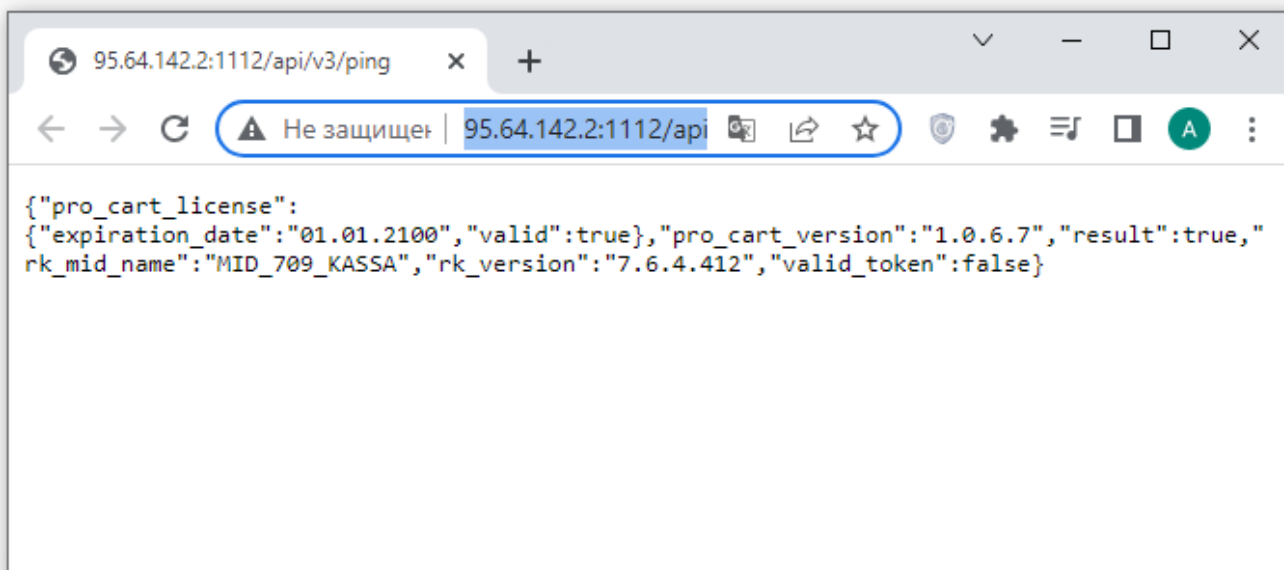 95.64.142.2:1112/api/v3/ping
Не защищен
95.64.142.2:1112/api
A
{"pro_cart_license":
{"expiration_date":"01.01.2100","valid":true},"pro_cart_version":"1.0.6.7","result":true,"
rk_mid_name":"MID_709_KASSA","rk_version":"7.6.4.412","valid_token":false}